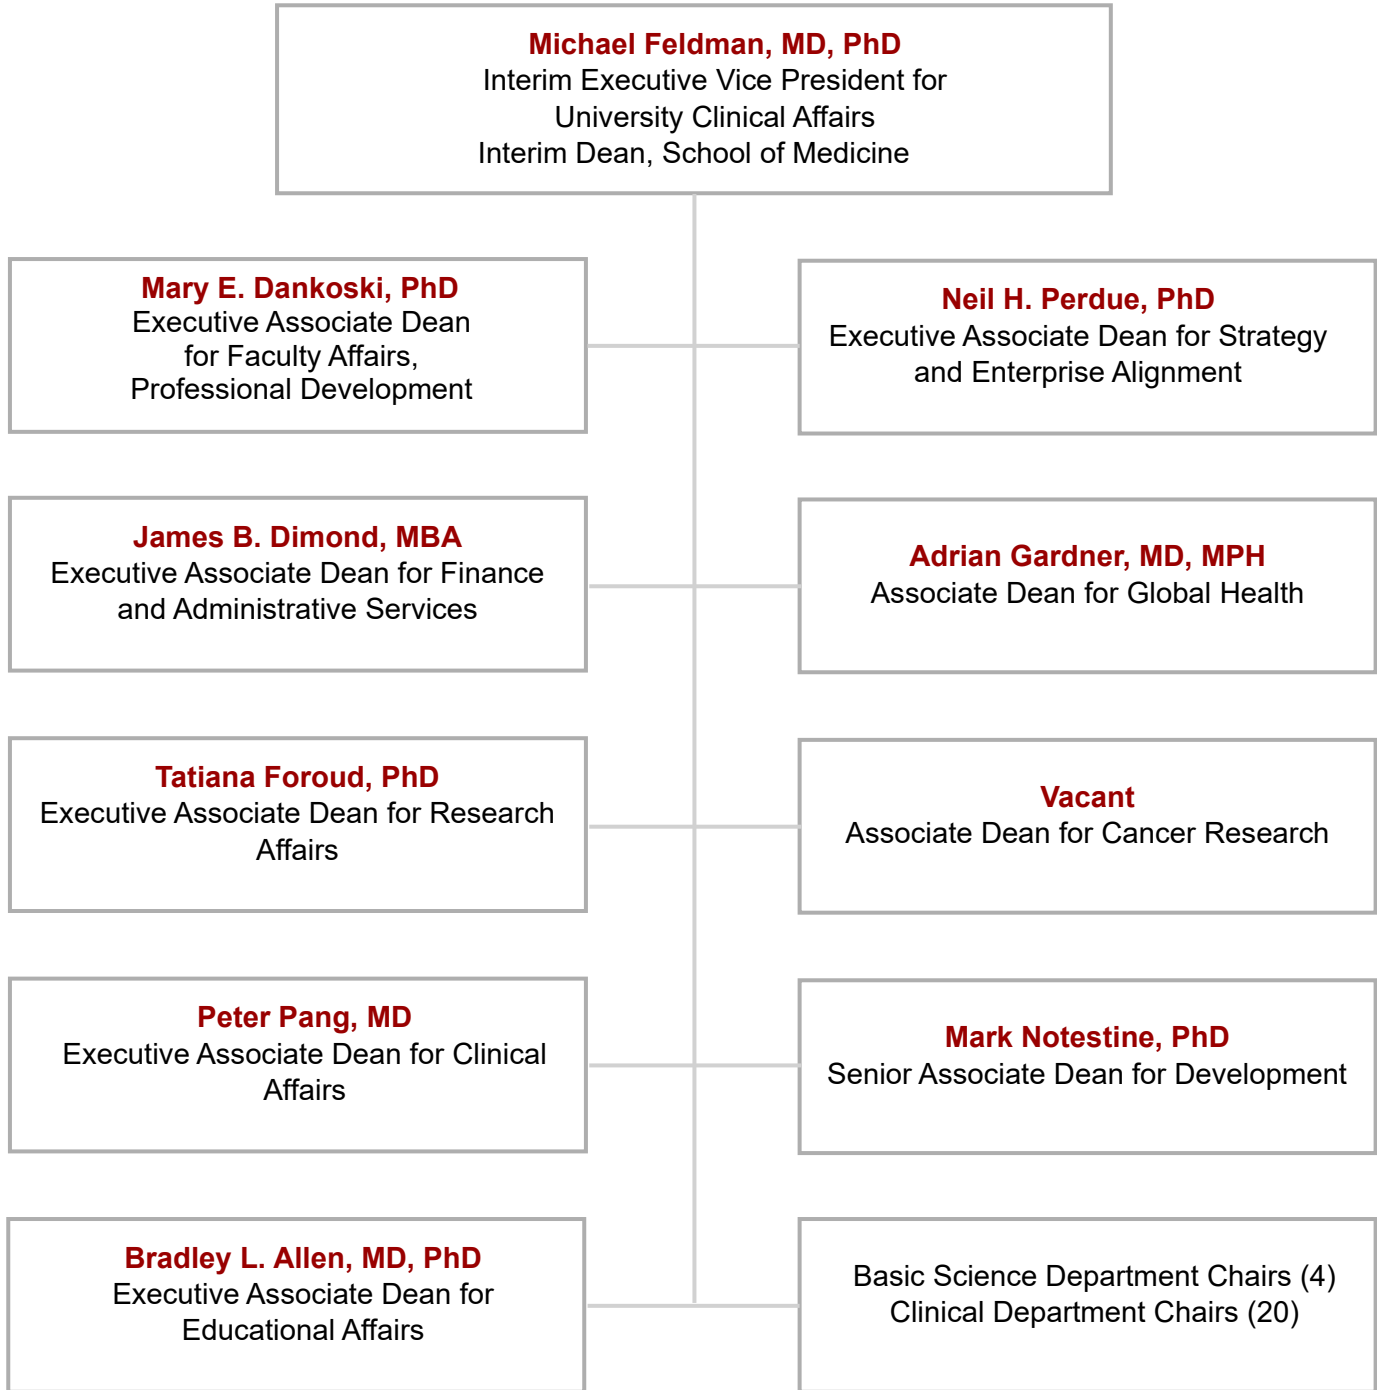 Michael Feldman, MD, PhD
Interim Executive Vice President for
University Clinical Affairs
Interim Dean, School of Medicine
Mary E. Dankoski, PhD
Executive Associate Dean
for Faculty Affairs,
Professional Development
Neil H. Perdue, PhD
Executive Associate Dean for Strategy
and Enterprise Alignment
James B. Dimond, MBA
Executive Associate Dean for Finance
and Administrative Services
Adrian Gardner, MD, MPH
Associate Dean for Global Health
Tatiana Foroud, PhD
Executive Associate Dean for Research
Affairs
Vacant
Associate Dean for Cancer Research
Peter Pang, MD
Executive Associate Dean for Clinical
Affairs
Mark Notestine, PhD
Senior Associate Dean for Development
Bradley L. Allen, MD, PhD
Executive Associate Dean for
Educational Affairs
Basic Science Department Chairs (4)
Clinical Department Chairs (20)